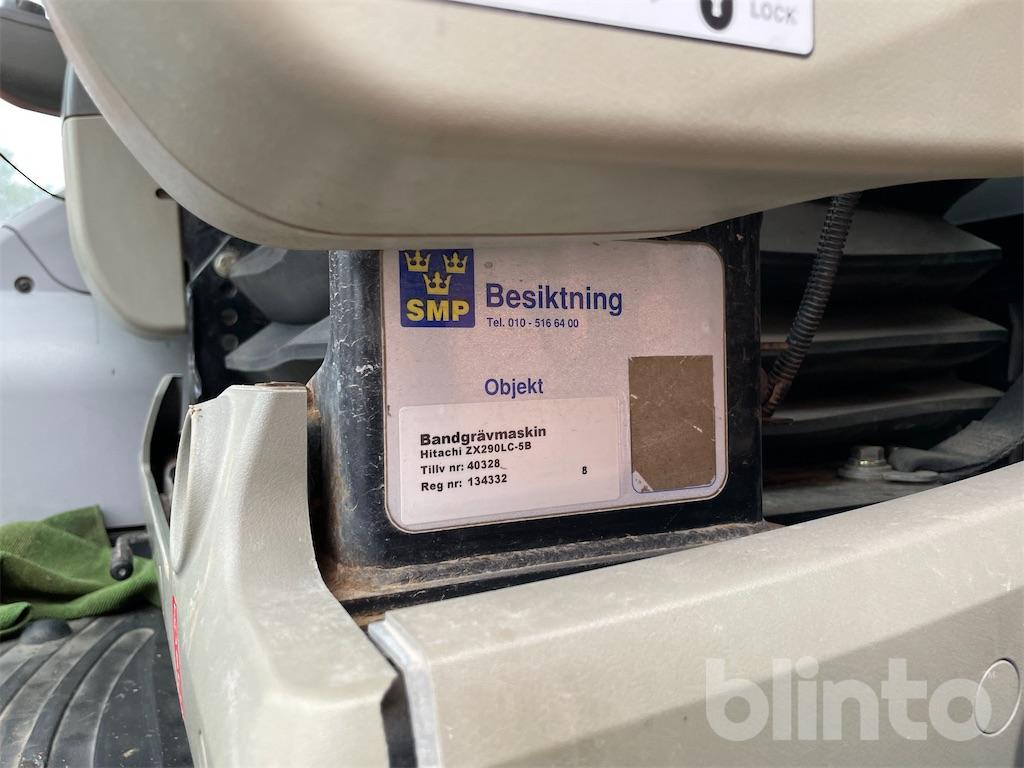 LOCK
SMP
Besiktning
Tel. 010 - 516 64 00
Objekt
Bandgrävmaskin
Hitachi ZX290LC-5B
Tillv nr: 40328
Reg nr: 134332
8
blinto